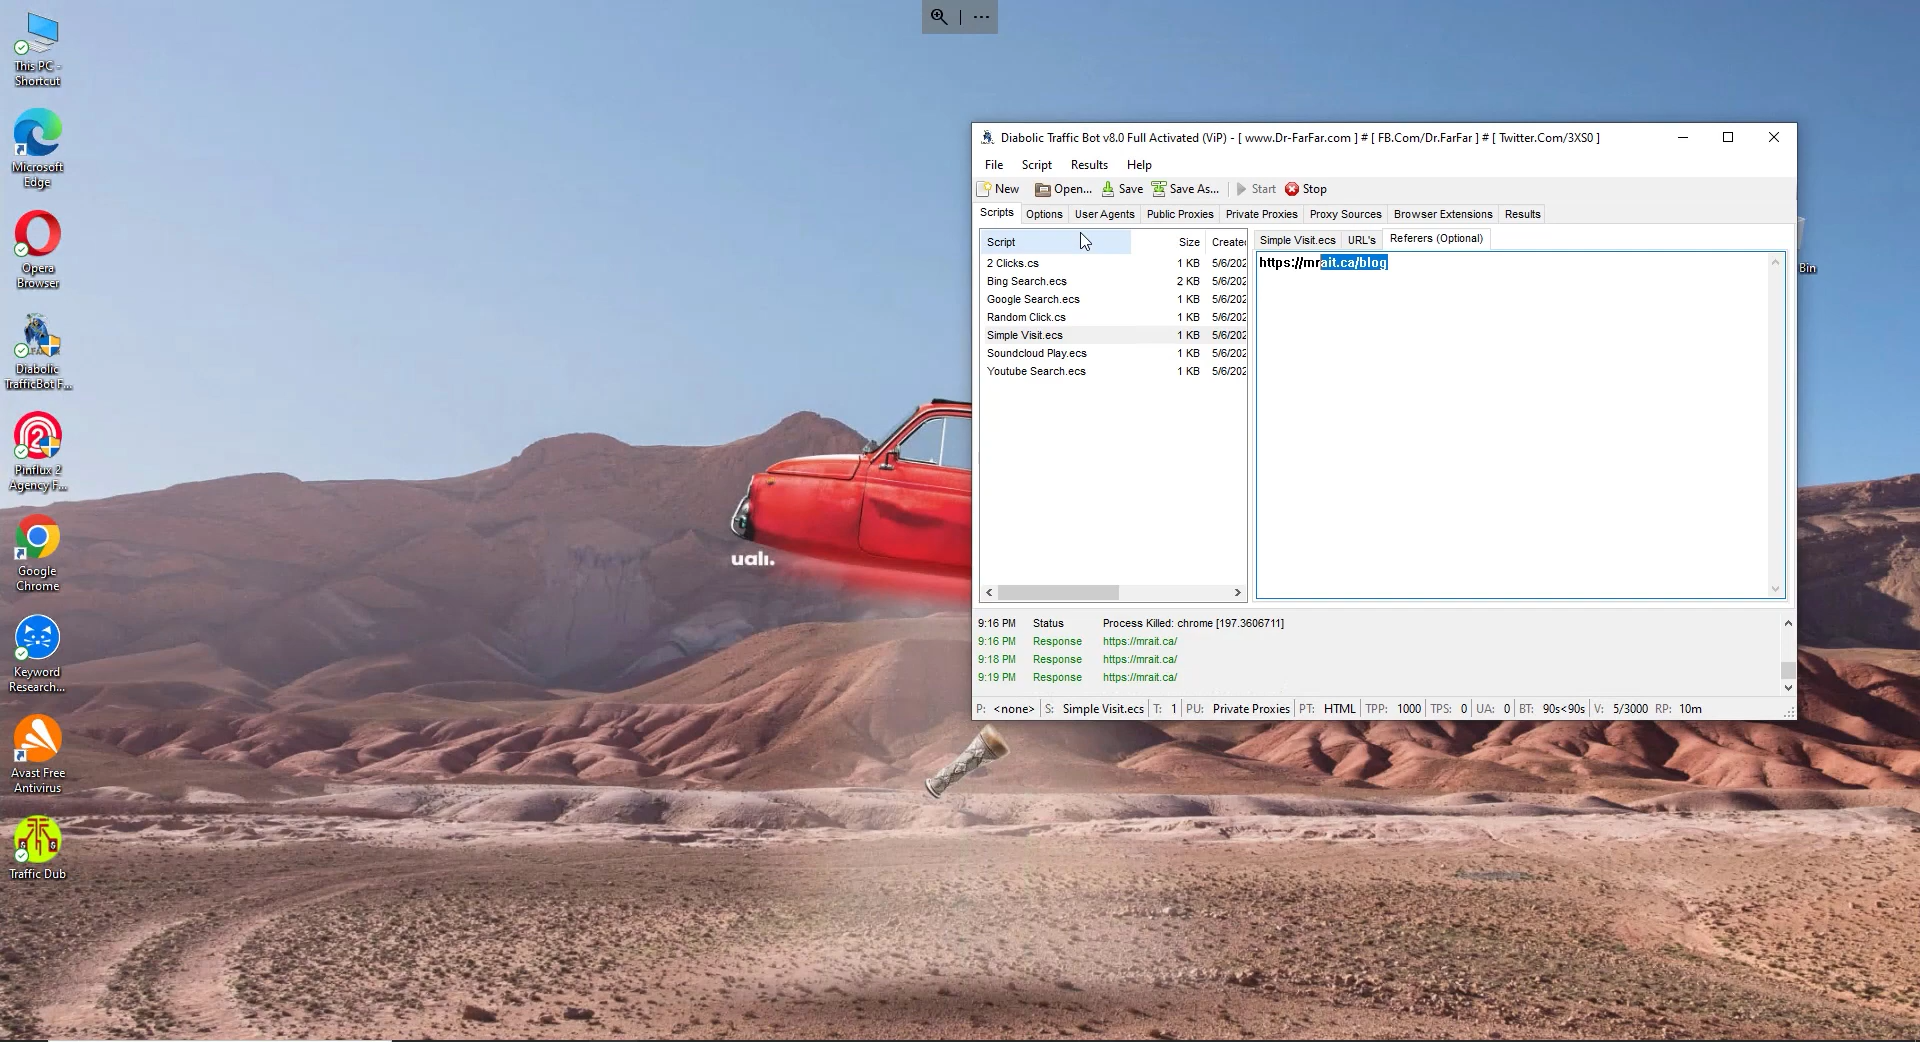 This PC - Shortcut
Microsoft Edge
Opera Browser
Diabolic TrafficBot F...
Pinflux 2 Agency F...
Google Chrome
Keyword Research...
Avast Free Antivirus
Traffic Dub
uali.
Bin
Diabolic Traffic Bot v8.0 Full Activated (ViP) - [ www.Dr-FarFar.com ] # [ FB.Com/Dr.FarFar ] # [ Twitter.Com/3XS0 ]
File Script Results Help
New Open... Save Save As... Start Stop
Scripts Options User Agents Public Proxies Private Proxies Proxy Sources Browser Extensions Results
Script Size Created
2 Clicks.cs 1 KB 5/6/202
Bing Search.ecs 2 KB 5/6/202
Google Search.ecs 1 KB 5/6/202
Random Click.cs 1 KB 5/6/202
Simple Visit.ecs 1 KB 5/6/202
Soundcloud Play.ecs 1 KB 5/6/202
Youtube Search.ecs 1 KB 5/6/202
Simple Visit.ecs URL's Referers (Optional)
https://mrait.ca/blog
9:16 PM Status Process Killed: chrome [197.3606711]
9:16 PM Response https://mrait.ca/
9:18 PM Response https://mrait.ca/
9:19 PM Response https://mrait.ca/
P: <none> S: Simple Visit.ecs T: 1 PU: Private Proxies PT: HTML TPP: 1000 TPS: 0 UA: 0 BT: 90s<90s V: 5/3000 RP: 10m